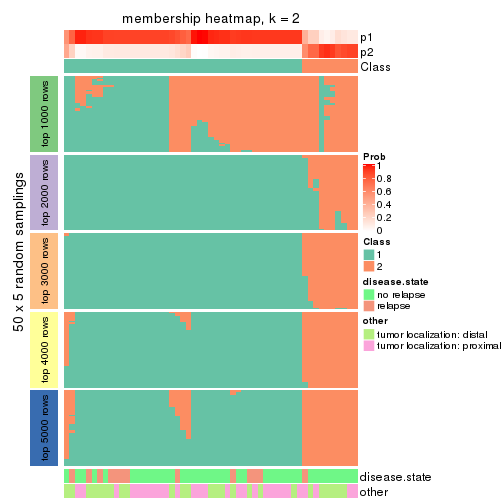 membership heatmap, k = 2
p1
p2
Class
50 x 5 random samplings
top 1000 rows
top 2000 rows
top 3000 rows
top 4000 rows
top 5000 rows
Prob
1
0.8
0.6
0.4
0.2
0
Class
1
2
disease.state
no relapse
relapse
other
tumor localization: distal
tumor localization: proximal
disease.state
other